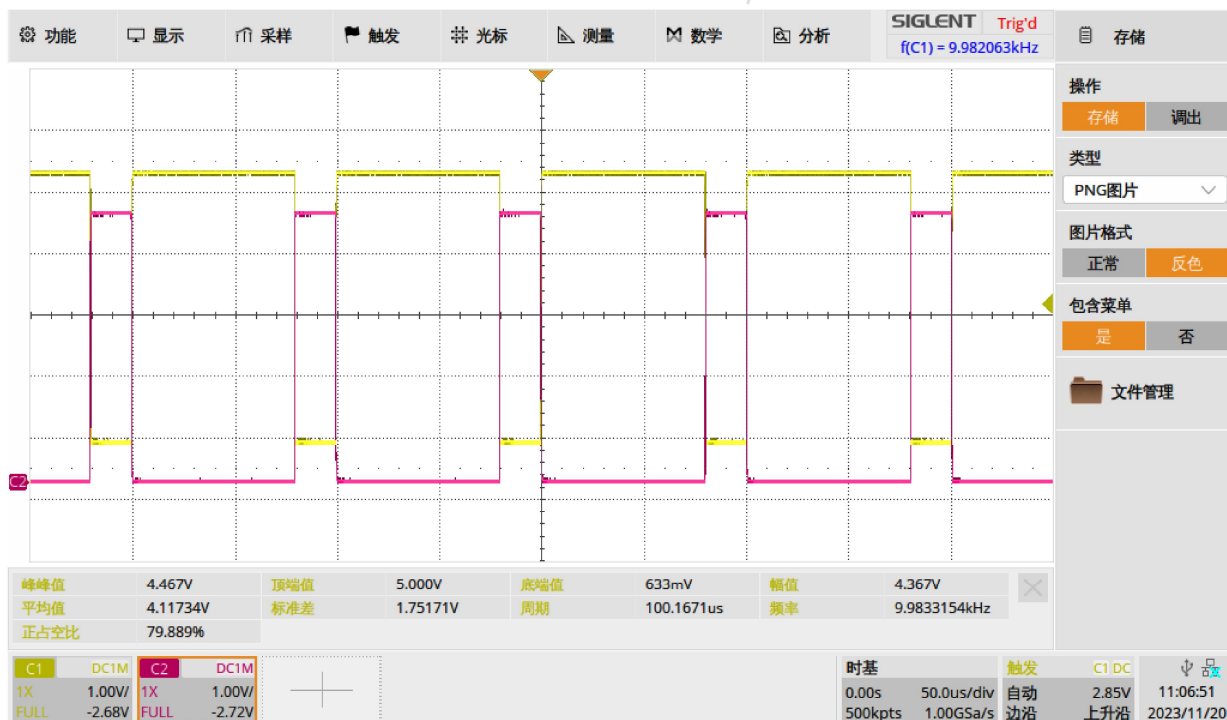 功能 显示 采样 触发 光标 测量 数学 分析 SIGLENT Trig'd 存储
f(C1) = 9.982063kHz
操作
存储 调出
类型
PNG图片
图片格式
正常 反色
包含菜单
是 否
文件管理
C2
峰峰值 4.467V 顶端值 5.000V 底端值 633mV 幅值 4.367V
平均值 4.11734V 标准差 1.75171V 周期 100.1671us 频率 9.9833154kHz
正占空比 79.889%
C1 DC1M C2 DC1M 时基 触发 C1 DC
1X 1.00V/ 1X 1.00V/ 0.00s 50.0us/div 自动 2.85V 11:06:51
FULL -2.68V FULL -2.72V 500kpts 1.00GSa/s 边沿 上升沿 2023/11/20